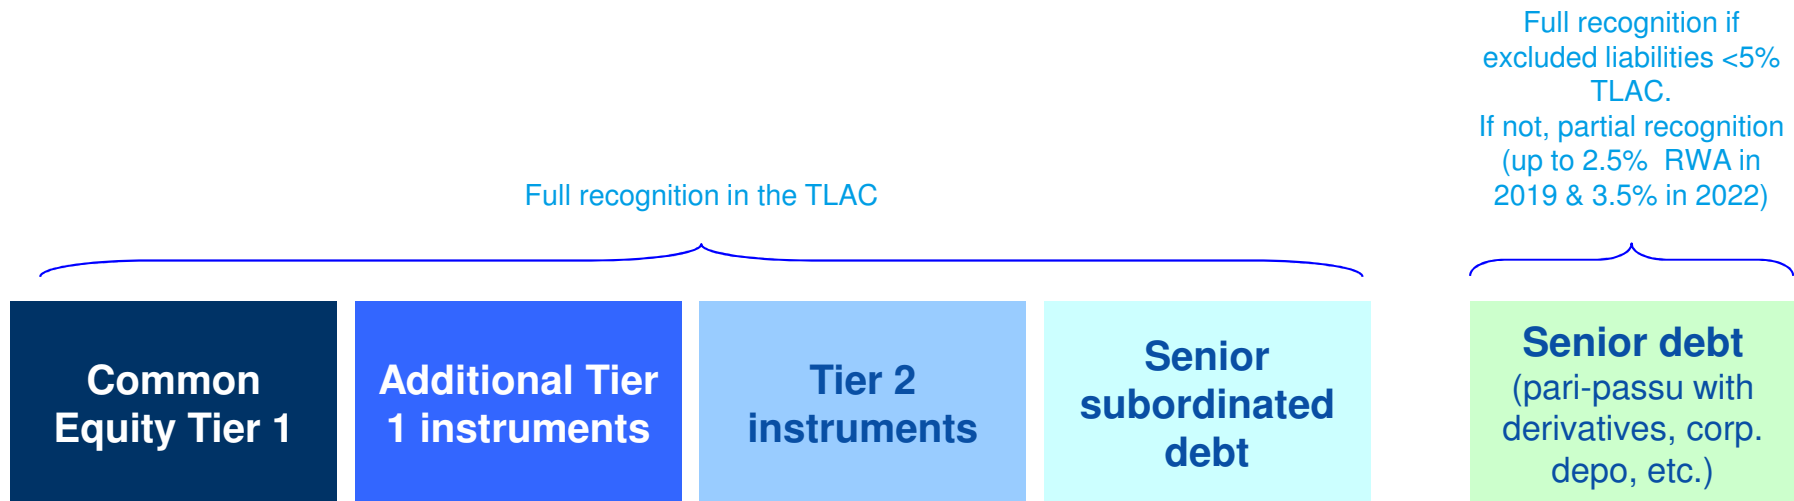 Full recognition if
excluded liabilities <5%
TLAC.
If not, partial recognition
(up to 2.5% RWA in
2019 & 3.5% in 2022)
Full recognition in the TLAC
Common
Equity Tier 1
Additional Tier
1 instruments
Tier 2
instruments
Senior
subordinated
debt
Senior debt
(pari-passu with
derivatives, corp.
depo, etc.)